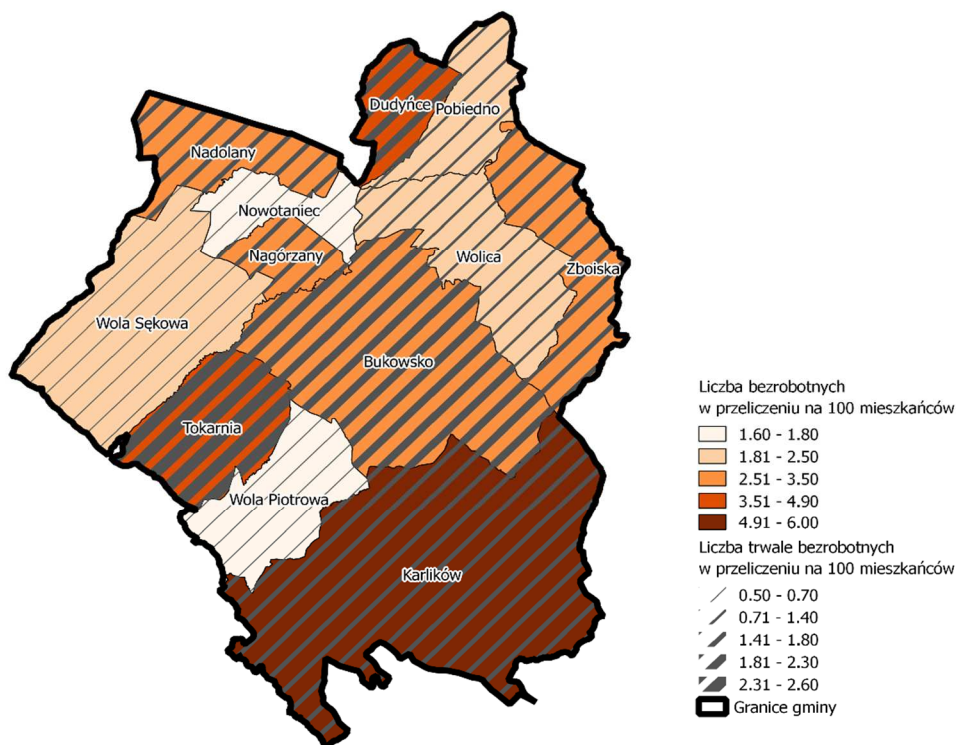 Dudyńce
Pobiedno
Nadolany
Nowotaniec
Nagórzany
Wolica
Zboiska
Wola Sękowa
Bukowsko
Tokarnia
Wola Piotrowa
Karlików
Liczba bezrobotnych
w przeliczeniu na 100 mieszkańców
1.60 - 1.80
1.81 - 2.50
2.51 - 3.50
3.51 - 4.90
4.91 - 6.00
Liczba trwale bezrobotnych
w przeliczeniu na 100 mieszkańców
0.50 - 0.70
0.71 - 1.40
1.41 - 1.80
1.81 - 2.30
2.31 - 2.60
Granice gminy